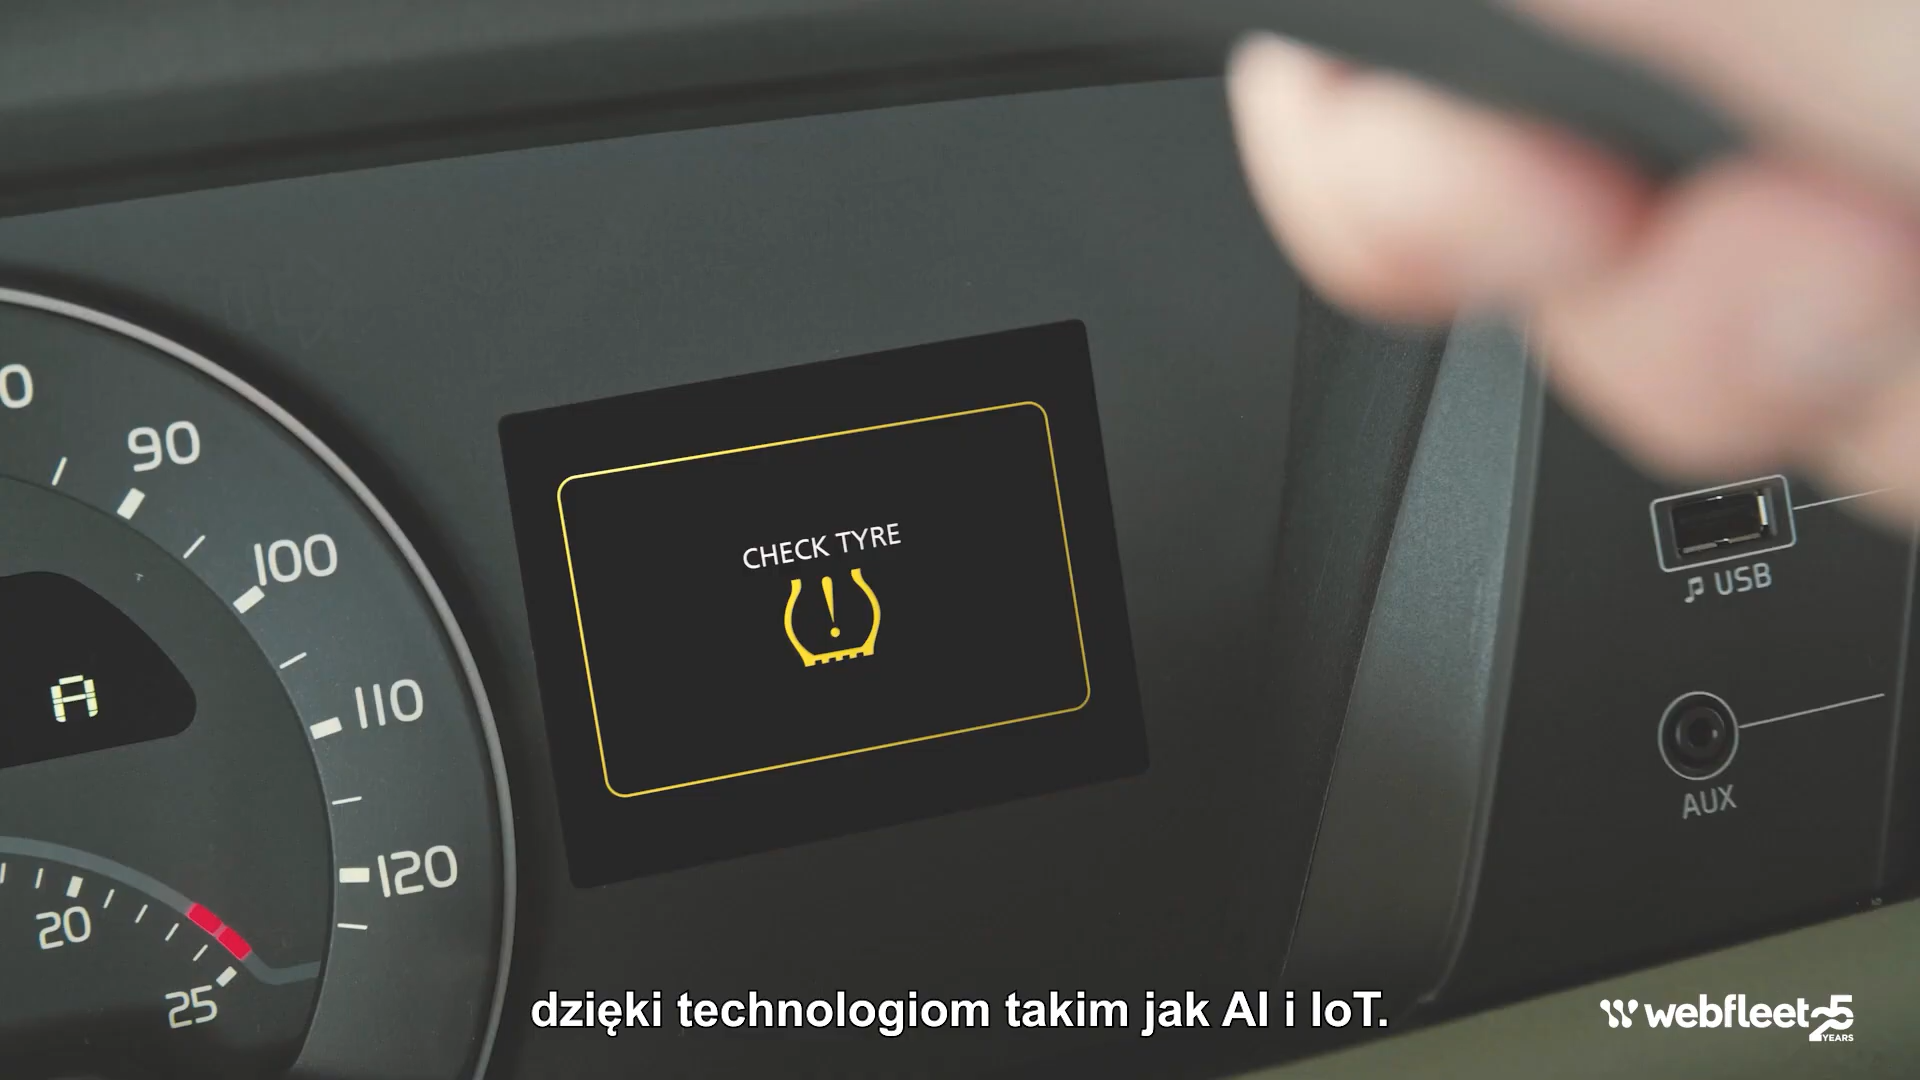 0
90
100
110
120
A
20
25
CHECK TYRE
USB
AUX
dzięki technologiom takim jak AI i IoT.
webfleet 25
YEARS